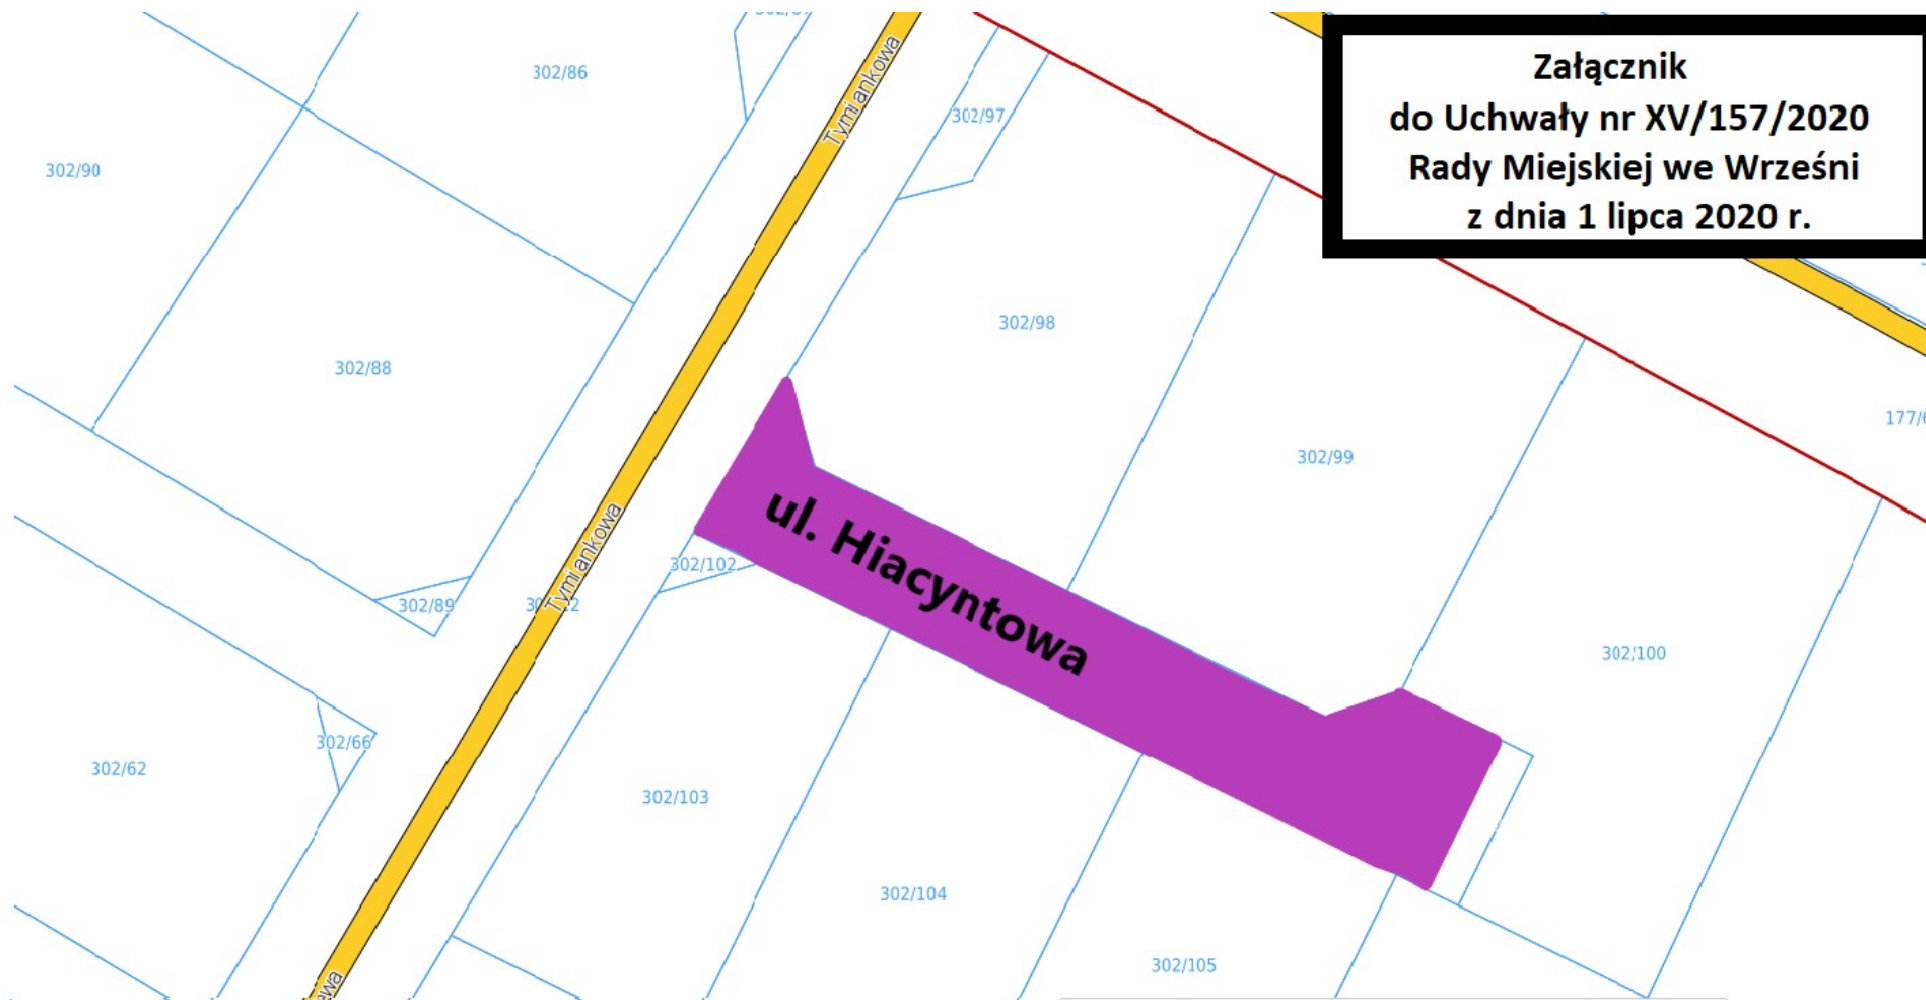 Załącznik
do Uchwały nr XV/157/2020
Rady Miejskiej we Wrześni
z dnia 1 lipca 2020 r.
302/86
Tymiankowa
302/97
302/90
302/98
302/88
177/6
302/99
ul. Hiacyntowa
302/102
Tymiankowa
302/89
302/100
302/66
302/62
302/103
302/104
302/105